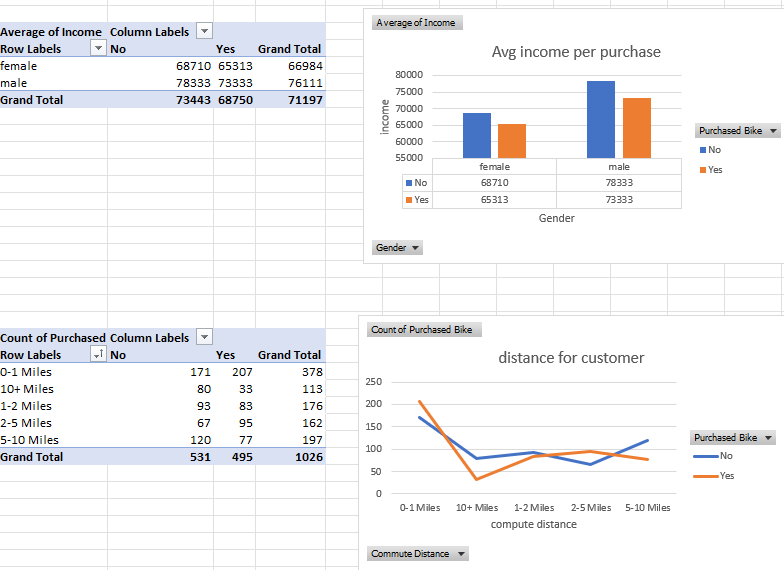 Average of Income Column Labels
Row Labels No Yes Grand Total
female 68710 65313 66984
male 78333 73333 76111
Grand Total 73443 68750 71197
Average of Income
Avg income per purchase
80000
75000
70000
65000
60000
55000
income
female male
No 68710 78333
Yes 65313 73333
Gender
Purchased Bike
No
Yes
Gender
Count of Purchased Column Labels
Row Labels No Yes Grand Total
0-1 Miles 171 207 378
10+ Miles 80 33 113
1-2 Miles 93 83 176
2-5 Miles 67 95 162
5-10 Miles 120 77 197
Grand Total 531 495 1026
Count of Purchased Bike
distance for customer
250
200
150
100
50
0
0-1 Miles 10+ Miles 1-2 Miles 2-5 Miles 5-10 Miles
compute distance
Purchased Bike
No
Yes
Commute Distance